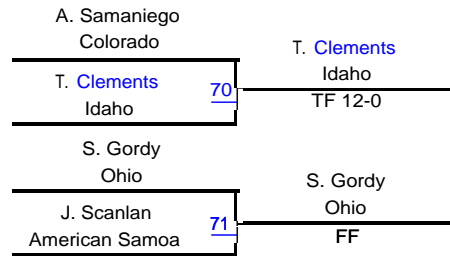 A. Samaniego
Colorado
T. Clements
Idaho
70
T. Clements
Idaho
TF 12-0
S. Gordy
Ohio
J. Scanlan
American Samoa
71
S. Gordy
Ohio
FF